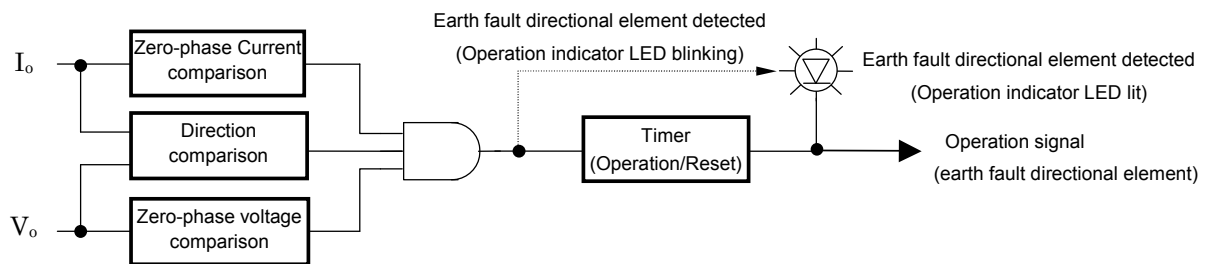 Earth fault directional element detected
(Operation indicator LED blinking)
Io
Zero-phase Current
comparison
Earth fault directional element detected
(Operation indicator LED lit)
Direction
comparison
Timer
(Operation/Reset)
Operation signal
(earth fault directional element)
Vo
Zero-phase voltage
comparison